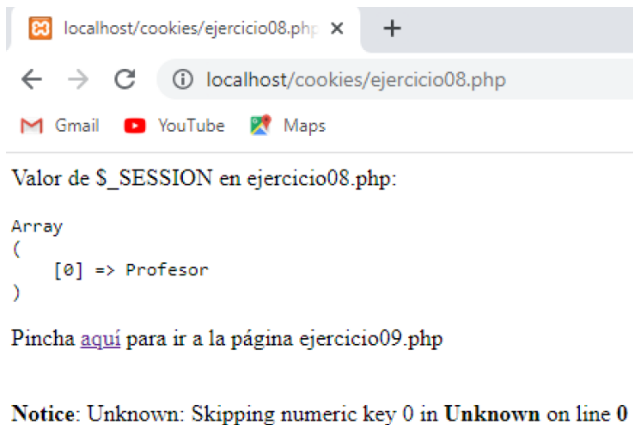 localhost/cookies/ejercicio08.php
localhost/cookies/ejercicio08.php
Gmail YouTube Maps
Valor de $_SESSION en ejercicio08.php:
Array
(
[0] => Profesor
)
Pincha aquí para ir a la página ejercicio09.php
Notice: Unknown: Skipping numeric key 0 in Unknown on line 0